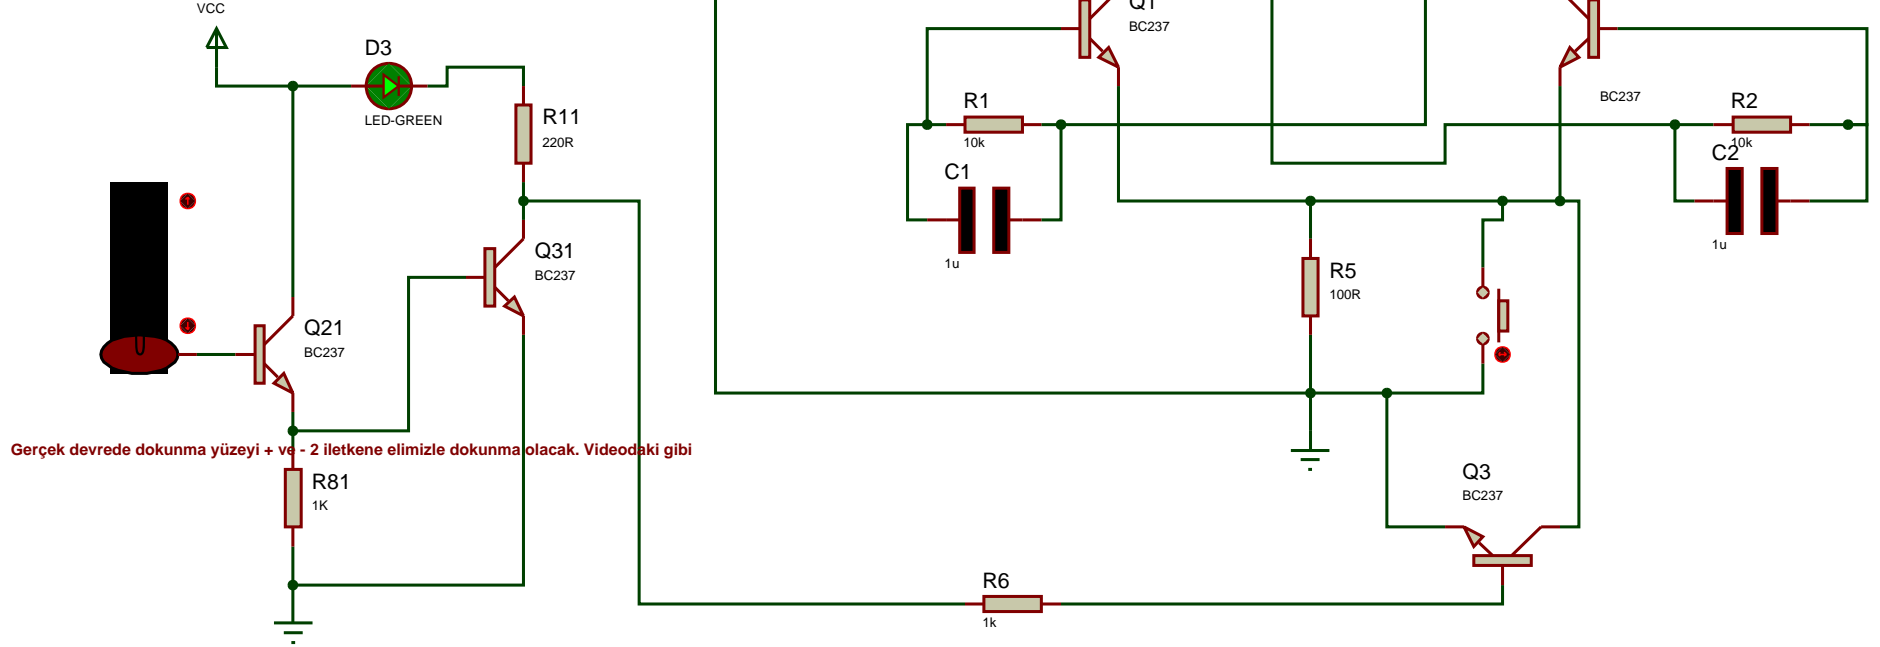 VCC
Q1
BC237
D3
LED-GREEN
BC237
R1
10k
R2
10k
R11
220R
C1
1u
C2
1u
Q31
BC237
R5
100R
Q21
BC237
Gerçek devrede dokunma yüzeyi + ve - 2 iletkene elimizle dokunma olacak. Videodaki gibi
R81
1K
Q3
BC237
R6
1k